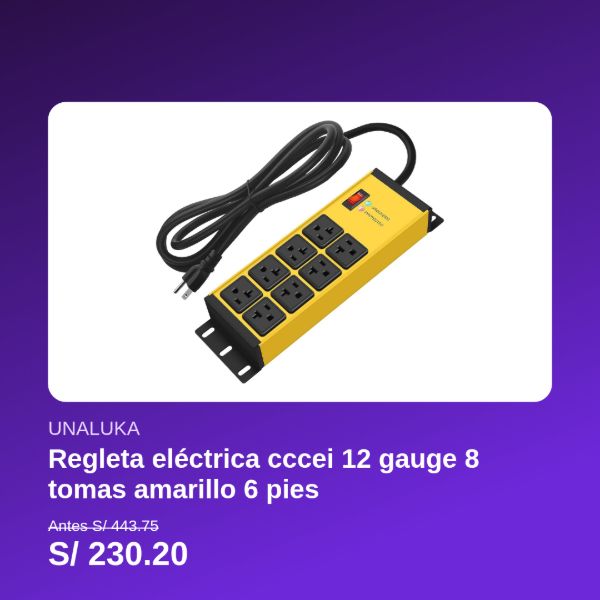 UNALUKA
Regleta eléctrica cccei 12 gauge 8
tomas amarillo 6 pies
Antes S/ 443.75
S/ 230.20